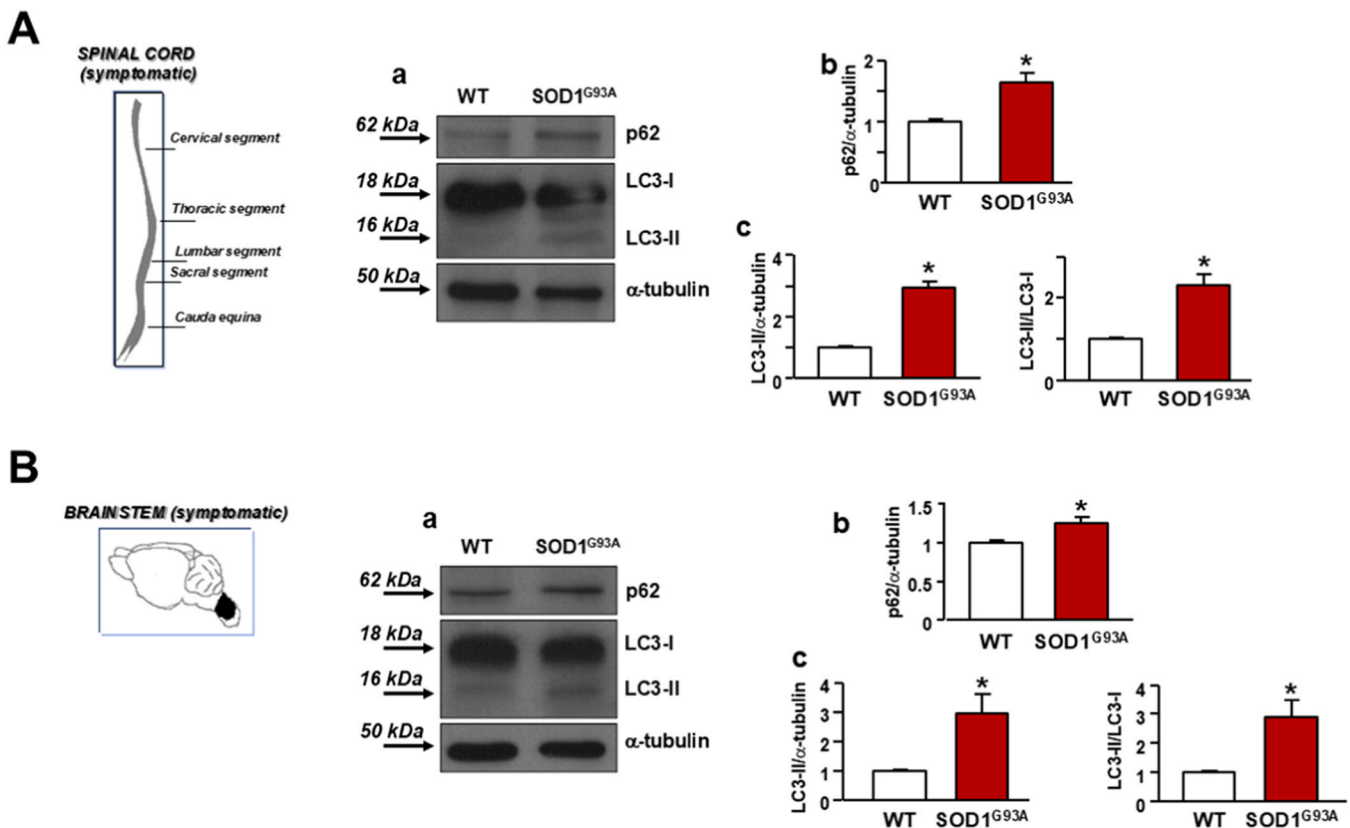 A
SPINAL CORD
(symptomatic)
Cervical segment
Thoracic segment
Lumbar segment
Sacral segment
Cauda equina
a
WT SOD1G93A
62 kDa p62
18 kDa LC3-I
16 kDa LC3-II
50 kDa α-tubulin
b
p62/α-tubulin
2
1
0
*
WT SOD1G93A
c
LC3-II/α-tubulin
4
2
0
*
WT SOD1G93A
LC3-II/LC3-I
2
0
*
WT SOD1G93A
B
BRAINSTEM (symptomatic)
a
WT SOD1G93A
62 kDa p62
18 kDa LC3-I
16 kDa LC3-II
50 kDa α-tubulin
b
p62/α-tubulin
1.5
1
0.5
0
*
WT SOD1G93A
c
LC3-II/α-tubulin
4
3
2
1
0
*
WT SOD1G93A
LC3-II/LC3-I
4
3
2
1
0
*
WT SOD1G93A